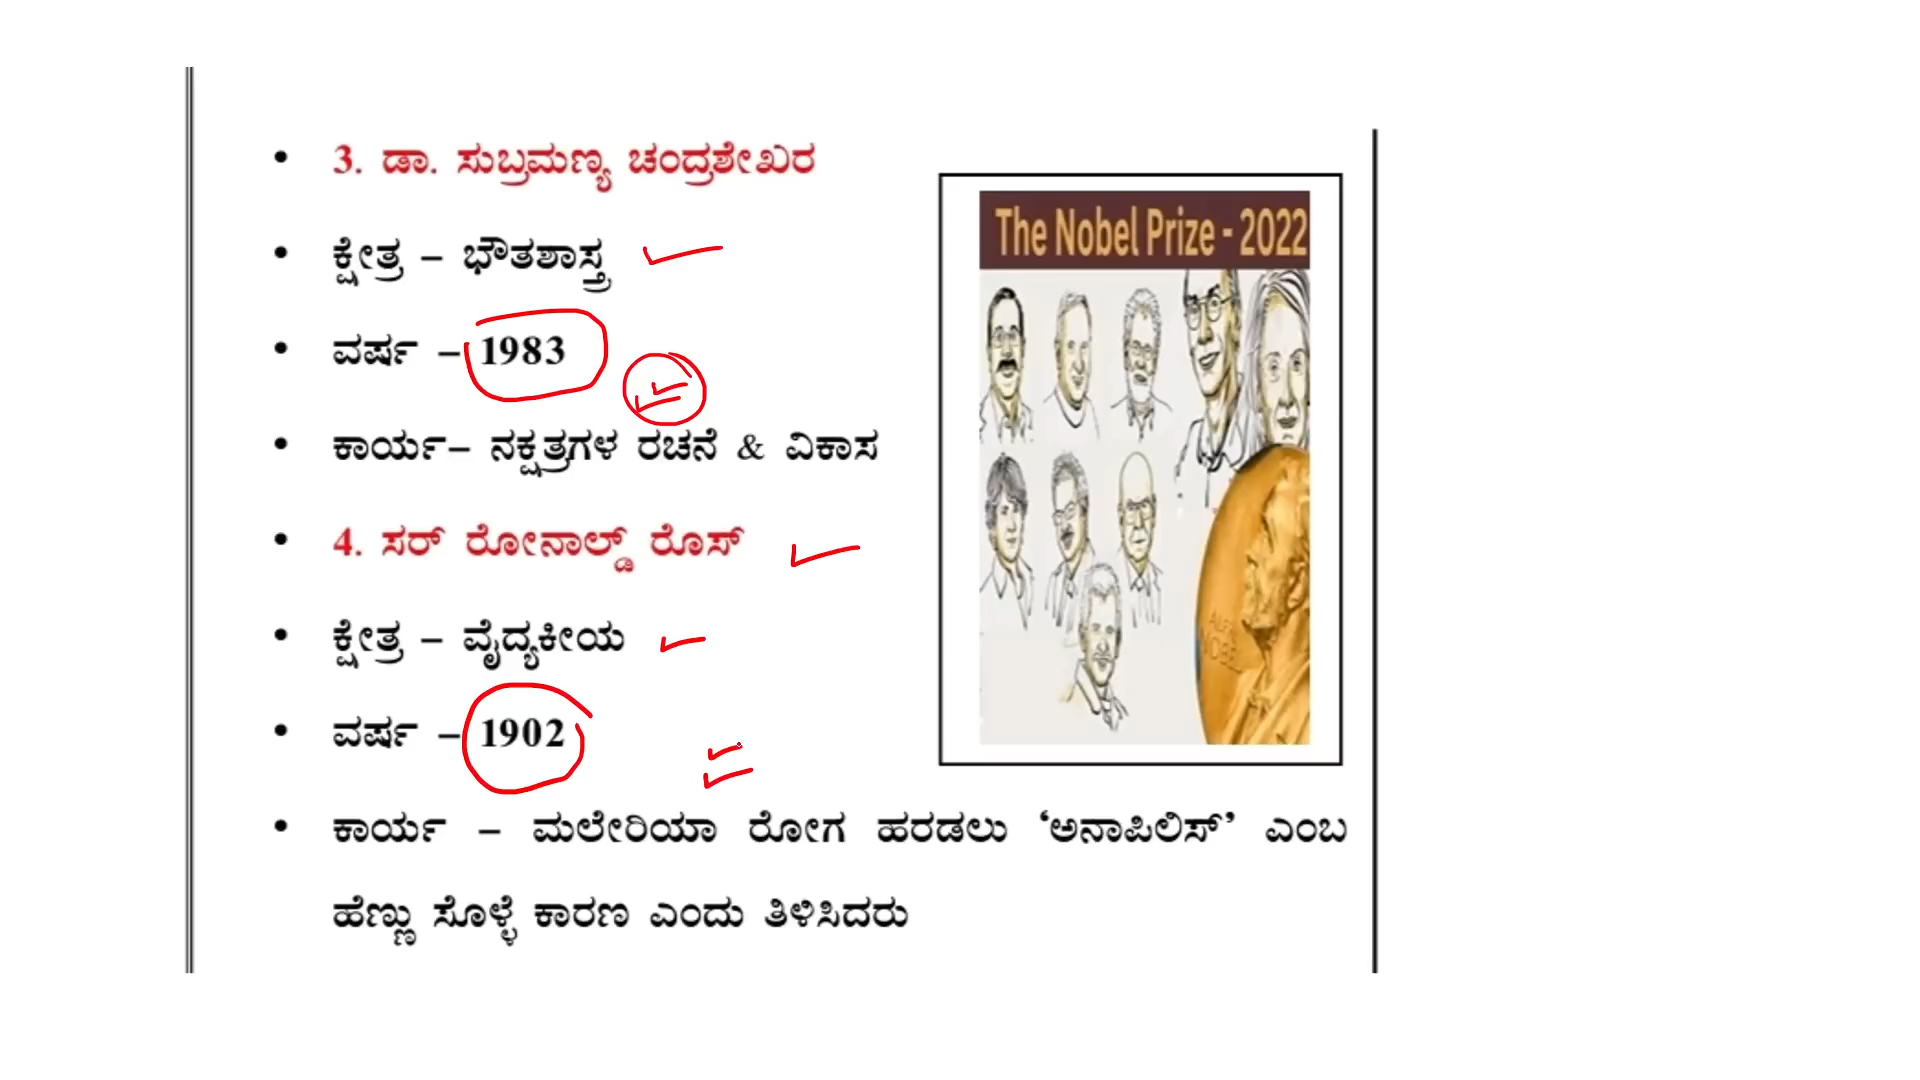 • 3. ಡಾ. ಸುಬ್ರಮಣ್ಯ ಚಂದ್ರಶೇಖರ
• ಕ್ಷೇತ್ರ – ಭೌತಶಾಸ್ತ್ರ
• ವರ್ಷ – 1983
• ಕಾರ್ಯ– ನಕ್ಷತ್ರಗಳ ರಚನೆ & ವಿಕಾಸ
• 4. ಸರ್ ರೋನಾಲ್ಡ್ ರೊಸ್
• ಕ್ಷೇತ್ರ – ವೈದ್ಯಕೀಯ
• ವರ್ಷ – 1902
• ಕಾರ್ಯ – ಮಲೇರಿಯಾ ರೋಗ ಹರಡಲು ‘ಅನಾಪಿಲಿಸ್’ ಎಂಬ
ಹೆಣ್ಣು ಸೊಳ್ಳೆ ಕಾರಣ ಎಂದು ತಿಳಿಸಿದರು
The Nobel Prize - 2022